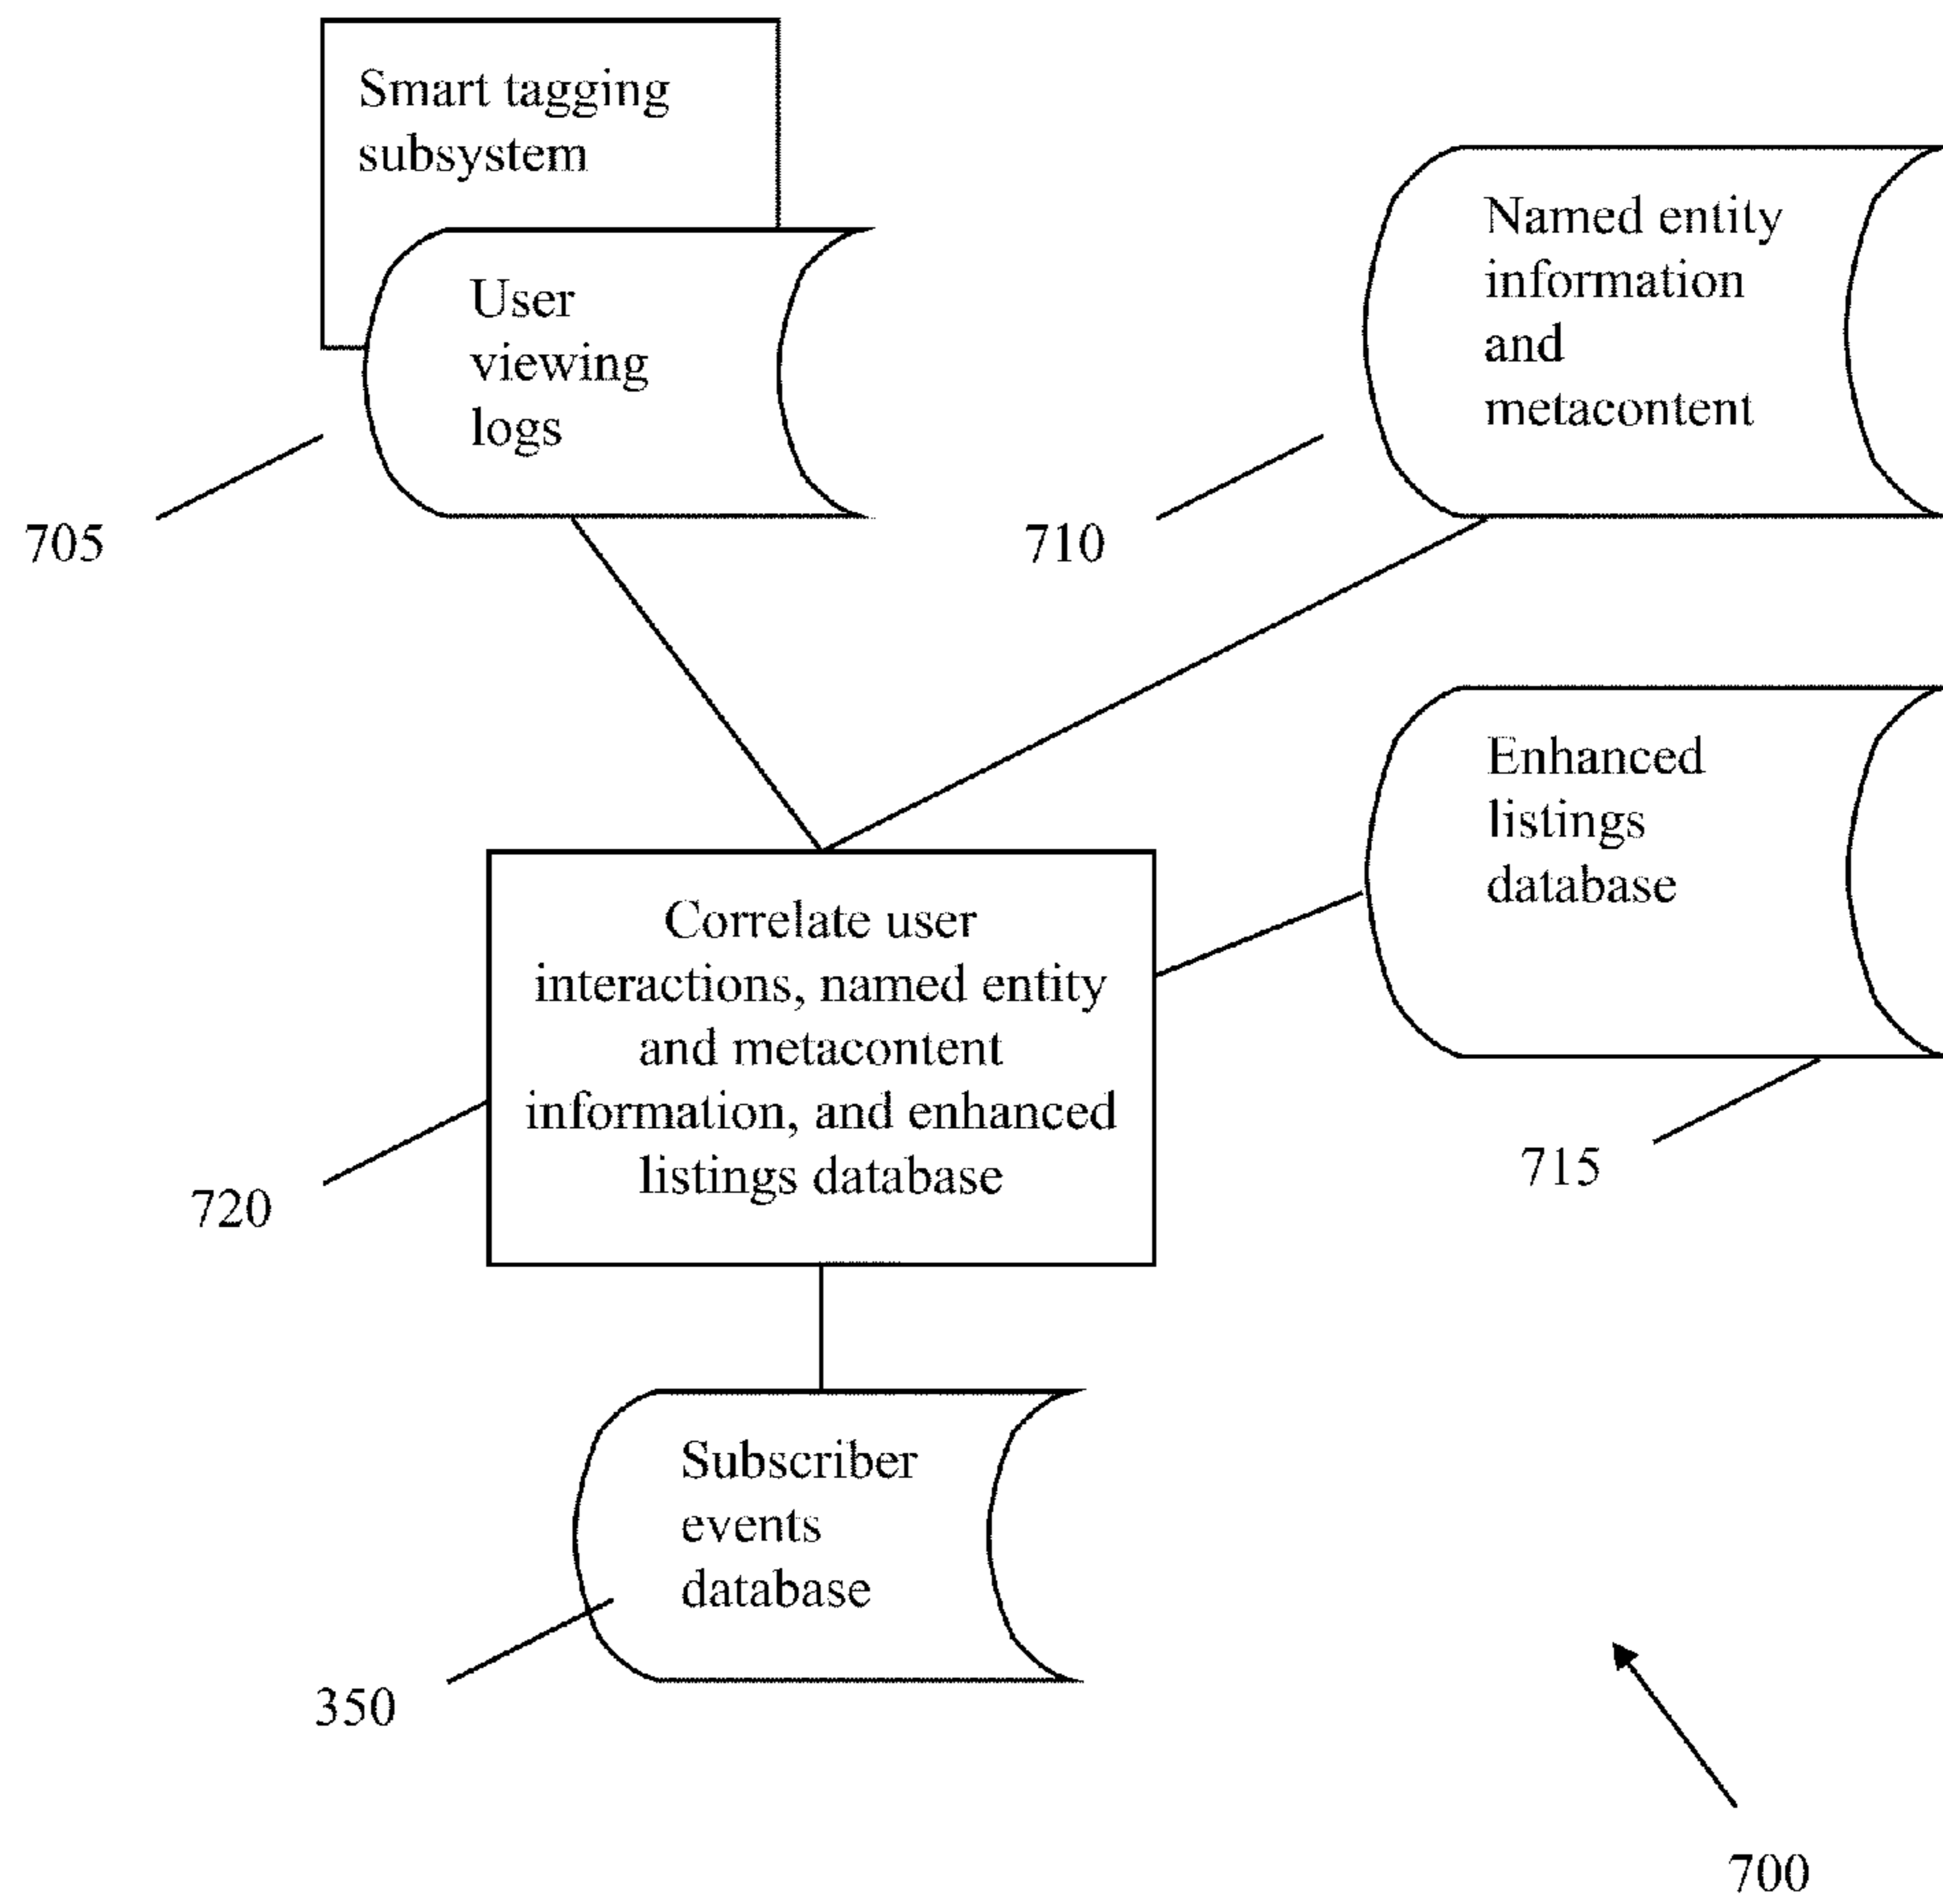 Smart tagging
subsystem
User
viewing
logs
705
Named entity
information
and
metacontent
710
Enhanced
listings
database
715
Correlate user
interactions, named entity
and metacontent
information, and enhanced
listings database
720
Subscriber
events
database
350
700